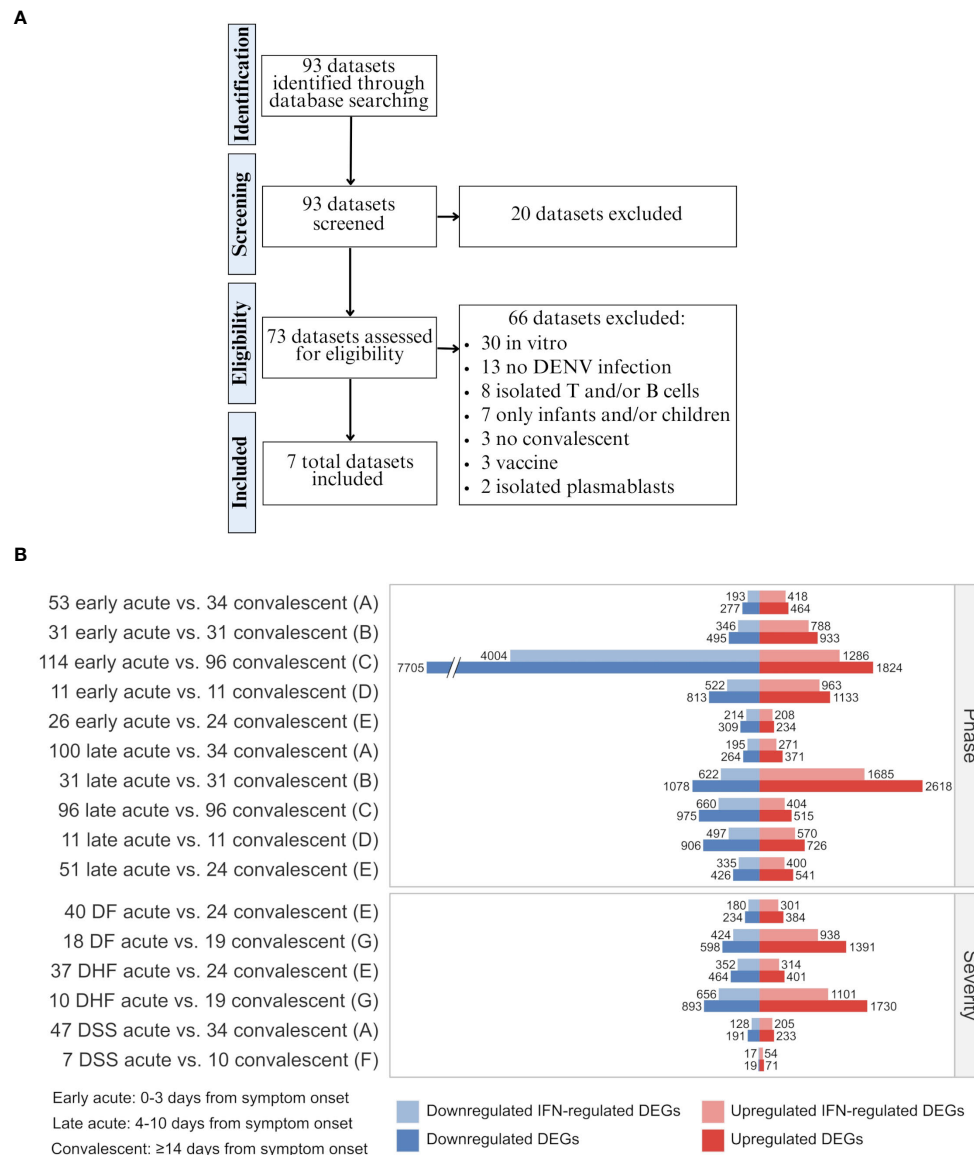 A
Identification
93 datasets
identified through
database searching
Screening
93 datasets
screened
20 datasets excluded
Eligibility
73 datasets assessed
for eligibility
66 datasets excluded:
• 30 in vitro
• 13 no DENV infection
• 8 isolated T and/or B cells
• 7 only infants and/or children
• 3 no convalescent
• 3 vaccine
• 2 isolated plasmablasts
Included
7 total datasets
included
B
53 early acute vs. 34 convalescent (A)
193 418
277 464
31 early acute vs. 31 convalescent (B)
346 788
495 933
114 early acute vs. 96 convalescent (C)
4004 1286
7705 1824
11 early acute vs. 11 convalescent (D)
522 963
813 1133
26 early acute vs. 24 convalescent (E)
214 208
309 234
100 late acute vs. 34 convalescent (A)
195 271
264 371
31 late acute vs. 31 convalescent (B)
622 1685
1078 2618
96 late acute vs. 96 convalescent (C)
660 404
975 515
11 late acute vs. 11 convalescent (D)
497 570
906 726
51 late acute vs. 24 convalescent (E)
335 400
426 541
Phase
40 DF acute vs. 24 convalescent (E)
180 301
234 384
18 DF acute vs. 19 convalescent (G)
424 938
598 1391
37 DHF acute vs. 24 convalescent (E)
352 314
464 401
10 DHF acute vs. 19 convalescent (G)
656 1101
893 1730
47 DSS acute vs. 34 convalescent (A)
128 205
191 233
7 DSS acute vs. 10 convalescent (F)
17 54
19 71
Severity
Early acute: 0-3 days from symptom onset
Late acute: 4-10 days from symptom onset
Convalescent: ≥14 days from symptom onset
Downregulated IFN-regulated DEGs
Downregulated DEGs
Upregulated IFN-regulated DEGs
Upregulated DEGs